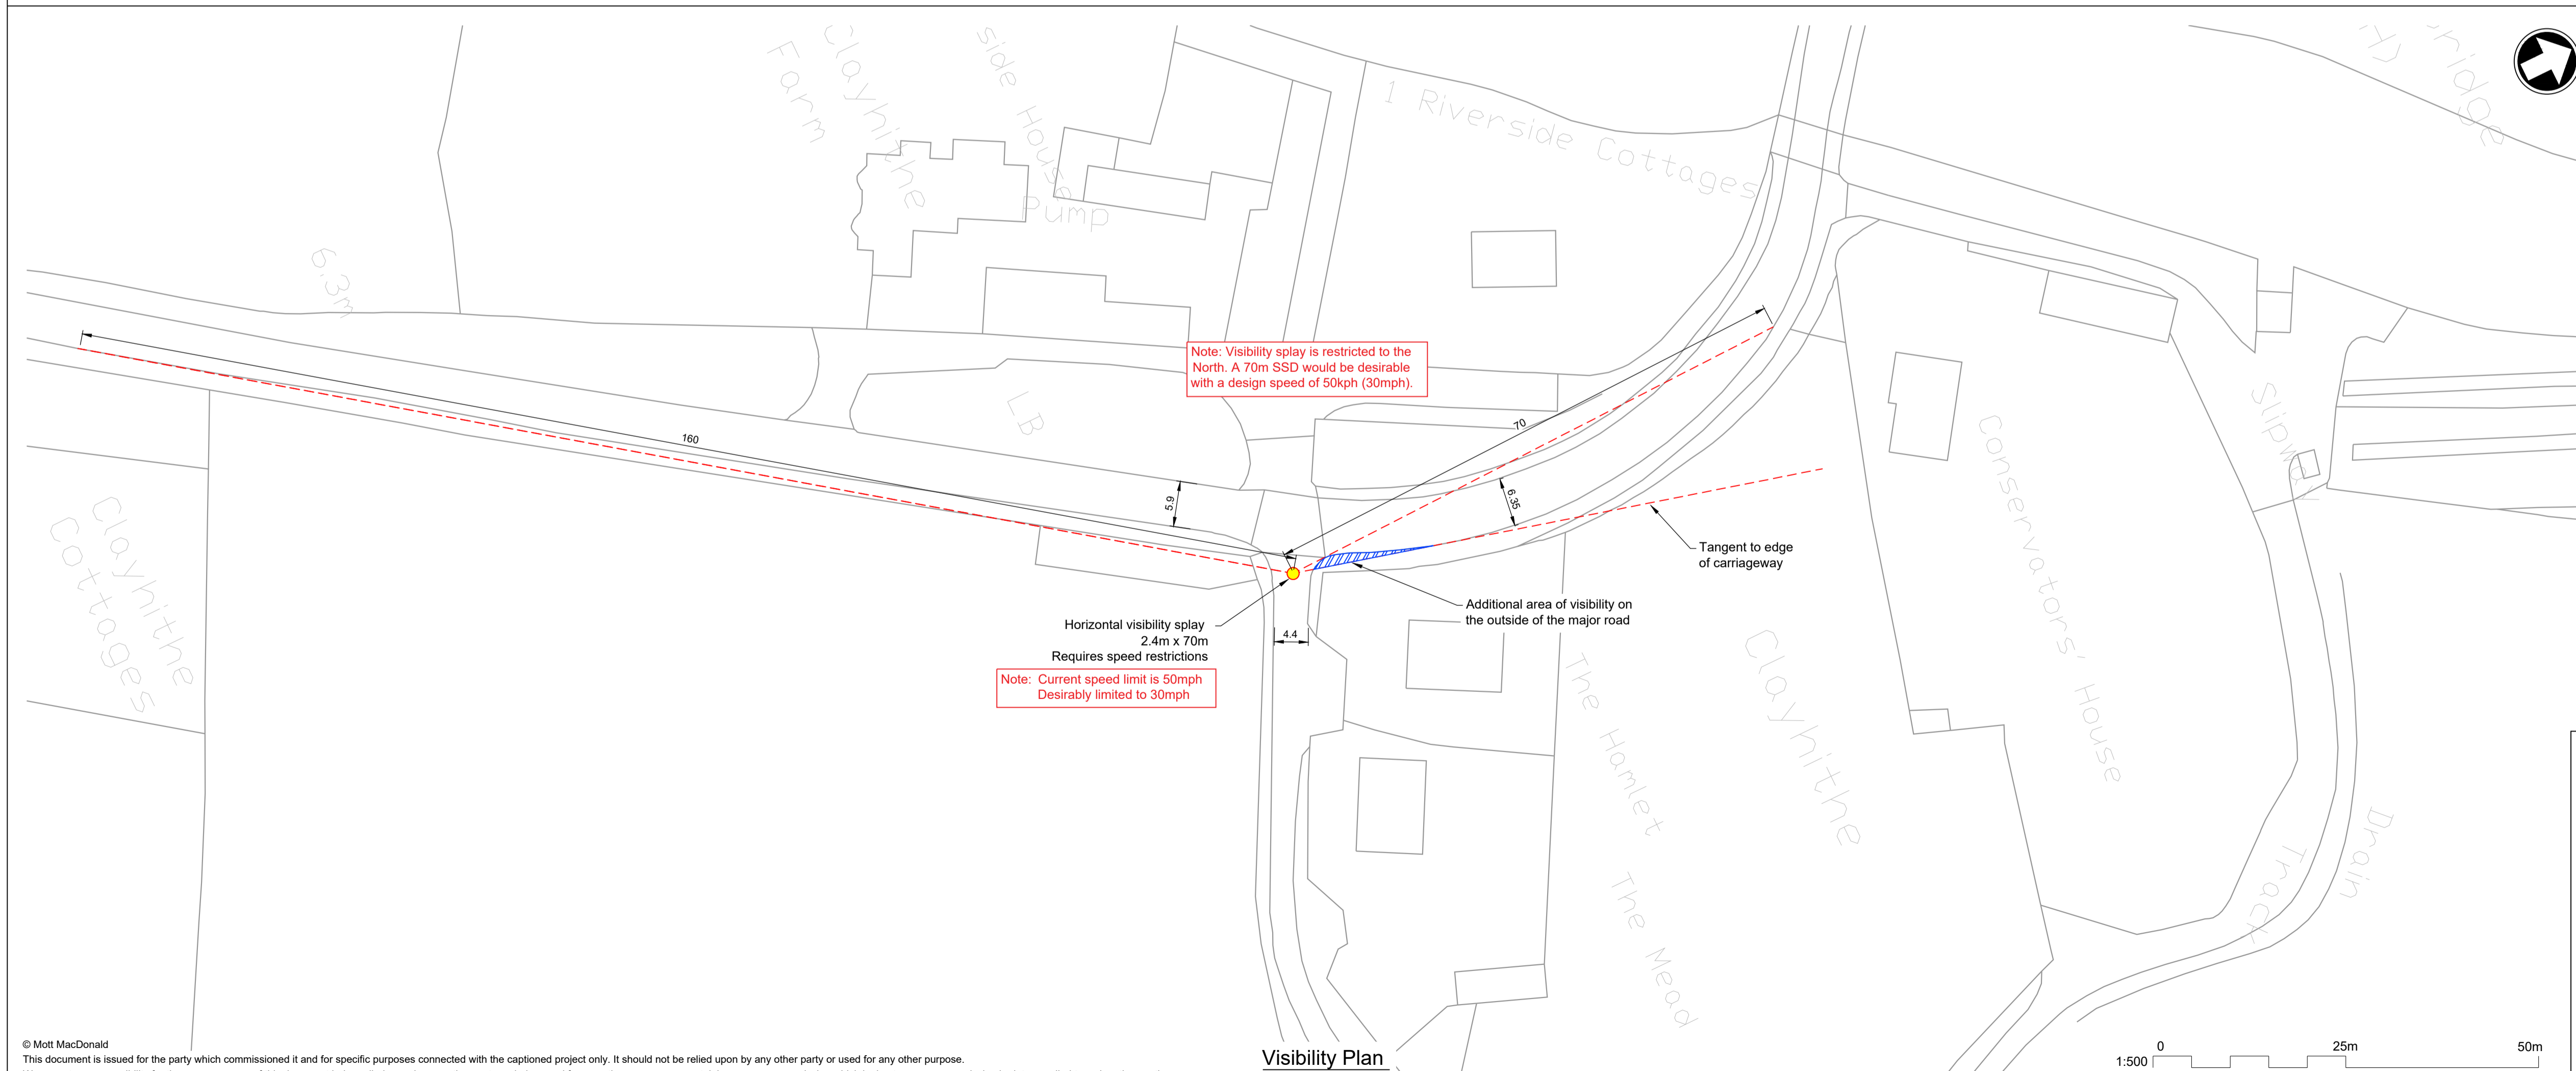 Farm
Clayhithe
side House
Pump
1 Riverside Cottages
6.3m
Note: Visibility splay is restricted to the
North. A 70m SSD would be desirable
with a design speed of 50kph (30mph).
160
70
LB
5.9
6.35
Tangent to edge
of carriageway
Additional area of visibility on
the outside of the major road
Horizontal visibility splay
2.4m x 70m
Requires speed restrictions
4.4
Note: Current speed limit is 50mph
Desirably limited to 30mph
Clayhithe
Cottages
The Hamlet
The Mead
Clayhithe
Conservators' House
Slipway
Drain
Track
© Mott MacDonald
This document is issued for the party which commissioned it and for specific purposes connected with the captioned project only. It should not be relied upon by any other party or used for any other purpose.
Visibility Plan
1:500
0
25m
50m